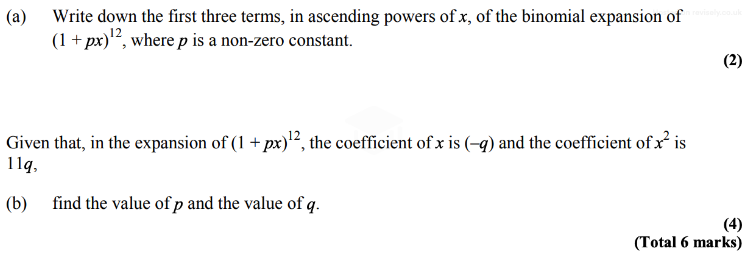 (a) Write down the first three terms, in ascending powers of x, of the binomial expansion of
(1 + px)¹², where p is a non-zero constant.
(2)
Given that, in the expansion of (1 + px)¹², the coefficient of x is (–q) and the coefficient of x² is
11q,
(b) find the value of p and the value of q.
(4)
(Total 6 marks)